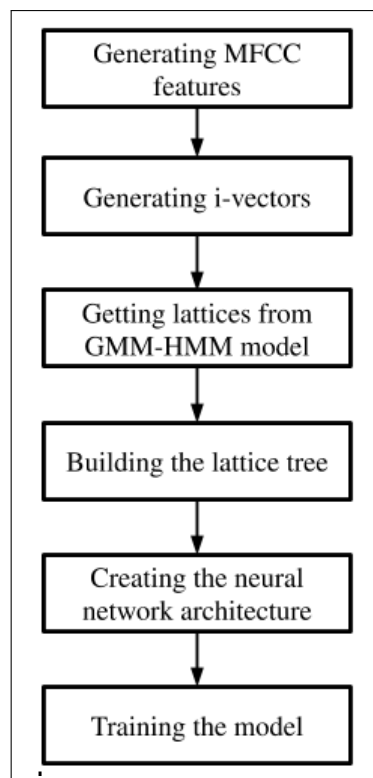 Generating MFCC
features
Generating i-vectors
Getting lattices from
GMM-HMM model
Building the lattice tree
Creating the neural
network architecture
Training the model